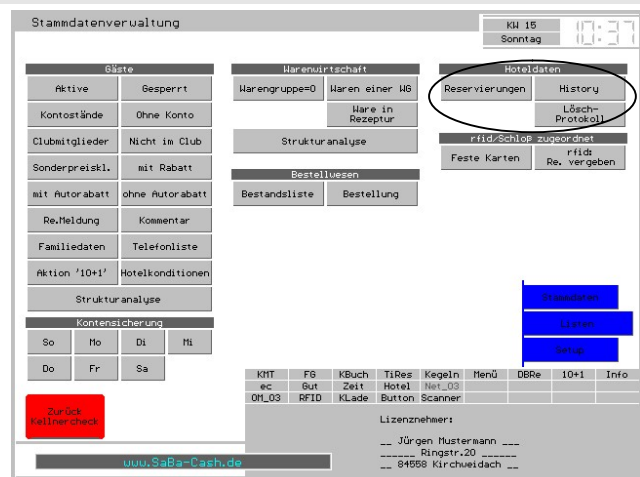 Stammdatenverwaltung
KW 15
Sonntag
10:37
Gäste
Aktive Gesperrt
Kontostände Ohne Konto
Clubmitglieder Nicht im Club
Sonderpreiskl. mit Rabatt
mit Autorabatt ohne Autorabatt
Re.Meldung Kommentar
Familiedaten Telefonliste
Aktion '10+1' Hotelkonditionen
Strukturanalyse
Kontensicherung
So Mo Di Mi
Do Fr Sa
Zurück
Kellnercheck
www.SaBa-Cash.de
Warenwirtschaft
Warengruppe=0 Waren einer WG
Ware in
Rezeptur
Strukturanalyse
Bestellwesen
Bestandsliste Bestellung
Hoteldaten
Reservierungen History
Lösch-
Protokoll
rfid/Schloß zugeordnet
Feste Karten rfid:
Re. vergeben
Stammdaten
Listen
Setup
KMT FG KBuch TiRes Kegeln Menü DBRe 10+1 Info
ec Gut Zeit Hotel Net_03
OM_03 RFID KLade Button Scanner
Lizenznehmer:
__ Jürgen Mustermann ___
______ Ringstr.20 ______
__ 84558 Kirchweidach __